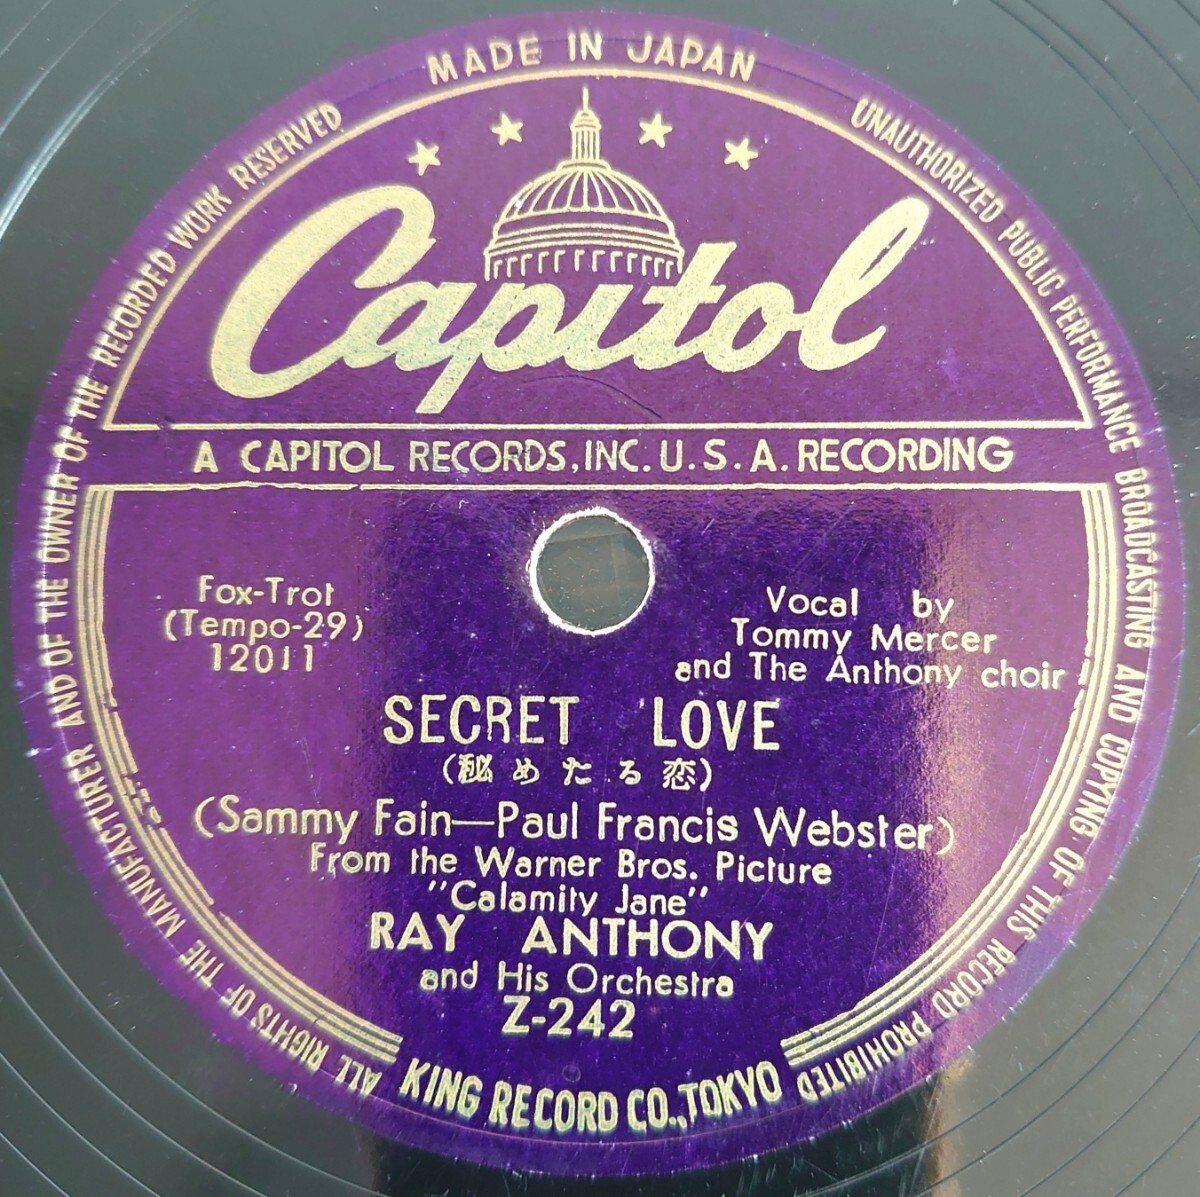 MADE IN JAPAN
ALL RIGHTS OF THE MANUFACTURER AND OF THE OWNER OF THE RECORDED WORK RESERVED
UNAUTHORIZED PUBLIC PERFORMANCE BROADCASTING AND COPYING OF THIS RECORD PROHIBITED
Capitol
A CAPITOL RECORDS, INC. U.S.A. RECORDING
Fox-Trot
(Tempo-29)
12011
Vocal by
Tommy Mercer
and The Anthony choir
SECRET LOVE
(秘めたる恋)
(Sammy Fain—Paul Francis Webster)
From the Warner Bros. Picture
"Calamity Jane"
RAY ANTHONY
and His Orchestra
Z-242
KING RECORD CO., TOKYO